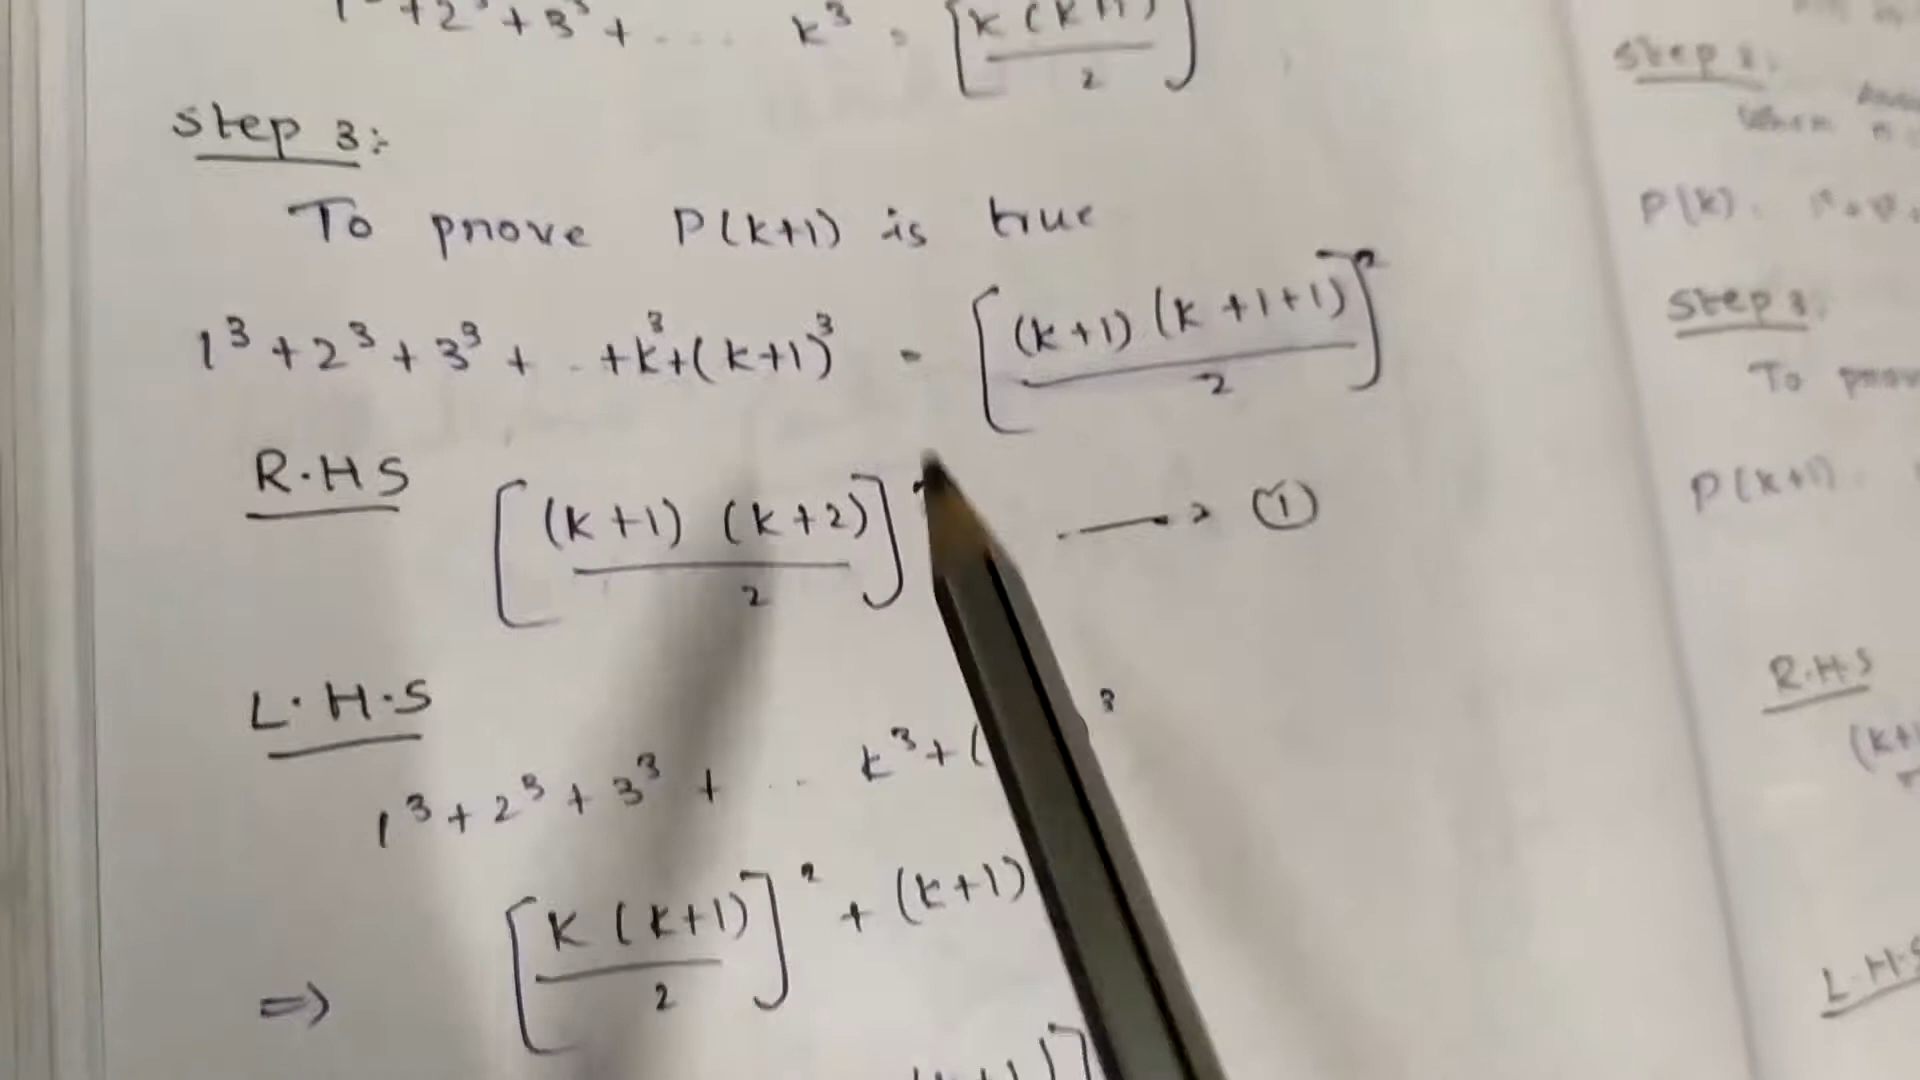 1³ + 2³ + 3³ + ... k³ = [k(k+1)/2]
Step 3:-
To prove P(k+1) is true
1³ + 2³ + 3³ + .. + k³ + (k+1)³ = [(k+1)(k+1+1)/2]²
R.H.S
[(k+1) (k+2)/2] → ①
L.H.S
1³ + 2³ + 3³ + .. k³ + ( ³
⇒ [k(k+1)/2]² + (k+1)
Step
P(k)
Step 3:
To prov
P(k+1)
R.H.S
(k+1
L.H.S